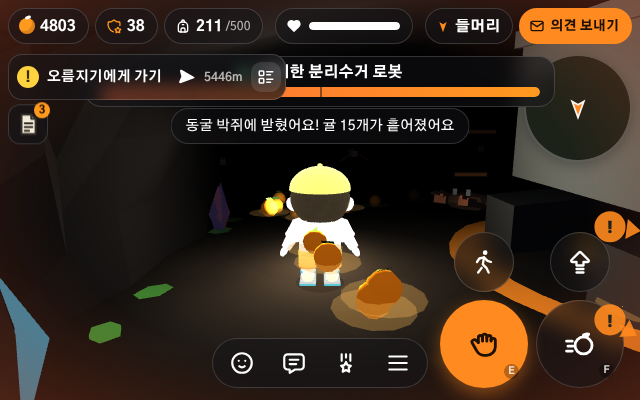 4803
38
211 /500
들머리
의견 보내기
오름지기에게 가기
5446m
한 분리수거 로봇
3
동굴 박쥐에 받혔어요! 귤 15개가 흩어졌어요
E
F